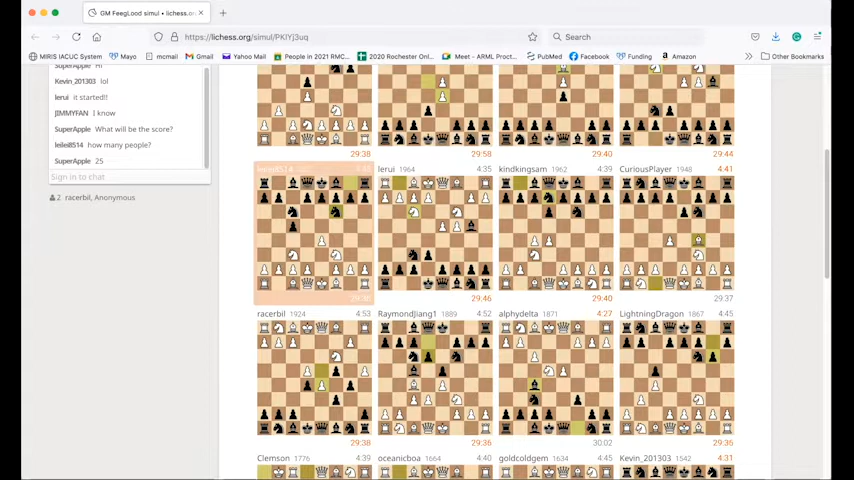 GM FeegLood simul • lichess.or
https://lichess.org/simul/PKIYj3uq
Search
MIRIS IACUC System
Mayo
mcmail
Gmail
Yahoo Mail
People in 2021 RMC...
2020 Rochester Onl...
Meet – ARML Proct...
PubMed
Facebook
Funding
Amazon
Other Bookmarks
SuperApple Hi
Kevin_201303 lol
lerui it started!!
JIMMYFAN I know
SuperApple What will be the score?
leilei8514 how many people?
SuperApple 25
Sign in to chat
2 racerbil, Anonymous
29:38
29:58
29:40
29:44
lerui 1964 4:35
kindkingsam 1962 4:39
CuriousPlayer 1948 4:41
29:46
29:40
29:37
racerbil 1924 4:53
RaymondJiang1 1889 4:52
alphydelta 1871 4:27
LightningDragon 1867 4:45
29:38
29:36
30:02
29:36
Clemson 1776 4:39
oceanicboa 1664 4:40
goldcoldgem 1634 4:45
Kevin_201303 1542 4:31